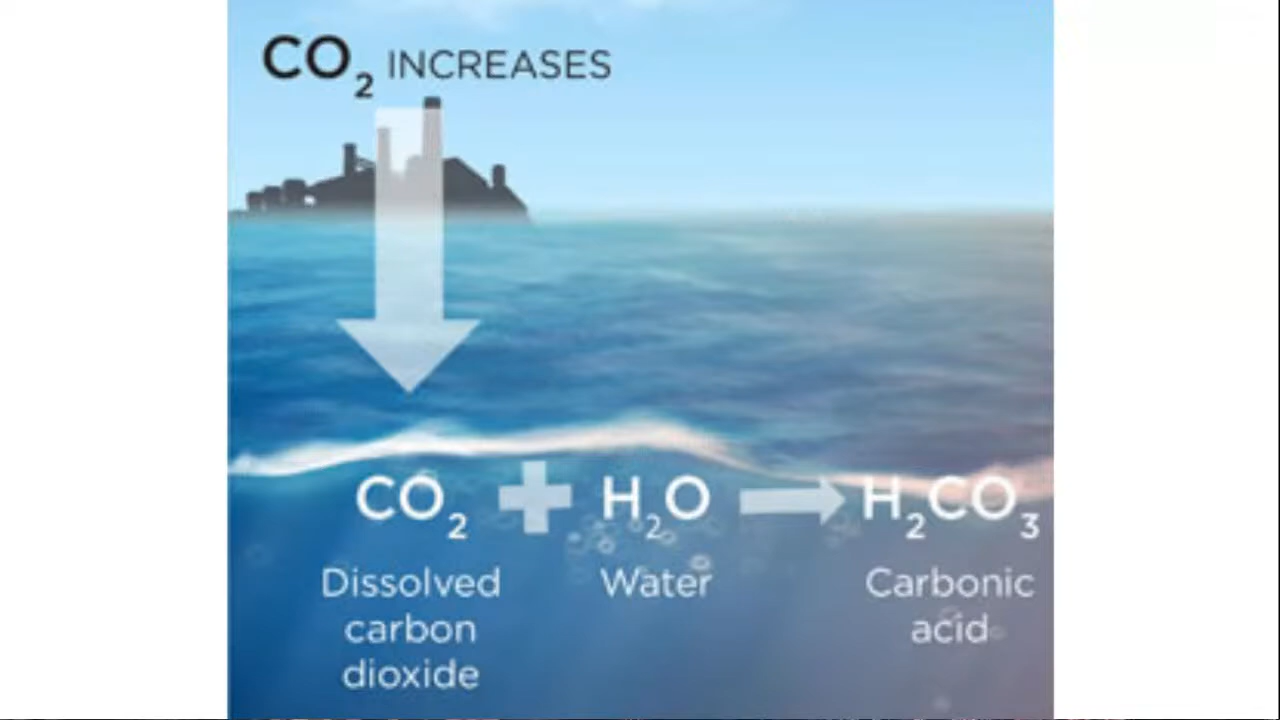 CO₂ INCREASES
CO₂ + H₂O → H₂CO₃
Dissolved carbon dioxide
Water
Carbonic acid